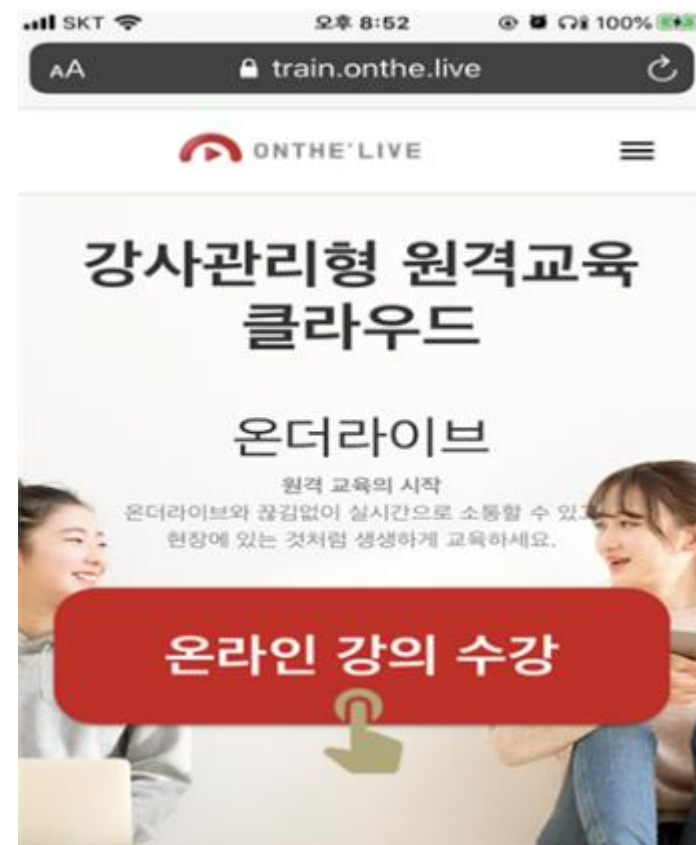 SKT 오후 8:52 100%
AA train.onthe.live
ONTHE'LIVE
강사관리형 원격교육
클라우드
온더라이브
원격 교육의 시작
온더라이브와 끊김없이 실시간으로 소통할 수 있고
현장에 있는 것처럼 생생하게 교육하세요.
온라인 강의 수강